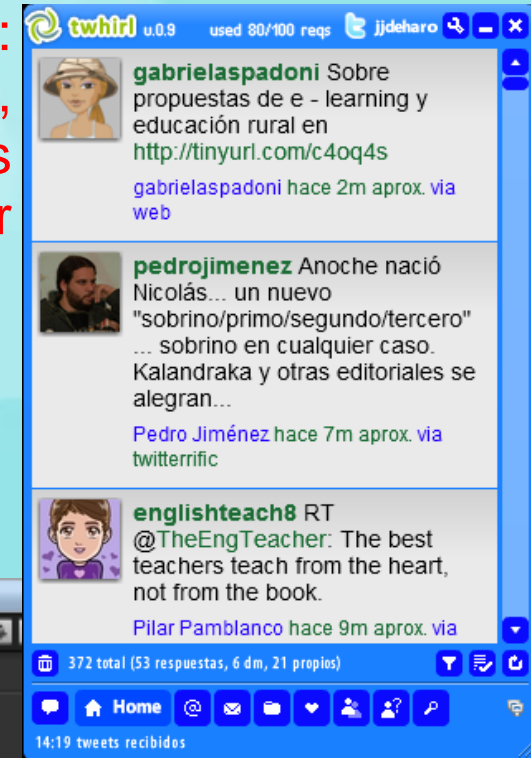 :
,
s
r
twhirl v.0.9 used 80/100 reqs jjdeharo
gabrielaspadoni Sobre
propuestas de e - learning y
educación rural en
http://tinyurl.com/c4oq4s
gabrielaspadoni hace 2m aprox. via
web
pedrojimenez Anoche nació
Nicolás... un nuevo
"sobrino/primo/segundo/tercero"
... sobrino en cualquier caso.
Kalandraka y otras editoriales se
alegran...
Pedro Jiménez hace 7m aprox. via
twitterrific
englishteach8 RT
@TheEngTeacher: The best
teachers teach from the heart,
not from the book.
Pilar Pamblanco hace 9m aprox. via
372 total (53 respuestas, 6 dm, 21 propios)
Home @
14:19 tweets recibidos